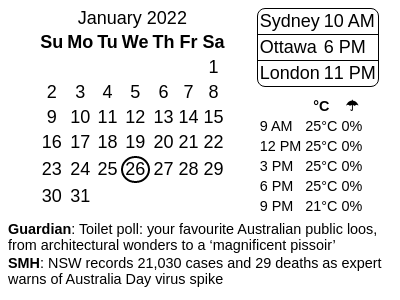 January 2022
Su Mo Tu We Th Fr Sa
1
2 3 4 5 6 7 8
9 10 11 12 13 14 15
16 17 18 19 20 21 22
23 24 25 26 27 28 29
30 31
Sydney 10 AM
Ottawa 6 PM
London 11 PM
°C ☂
9 AM 25°C 0%
12 PM 25°C 0%
3 PM 25°C 0%
6 PM 25°C 0%
9 PM 21°C 0%
Guardian: Toilet poll: your favourite Australian public loos,
from architectural wonders to a ‘magnificent pissoir’
SMH: NSW records 21,030 cases and 29 deaths as expert
warns of Australia Day virus spike